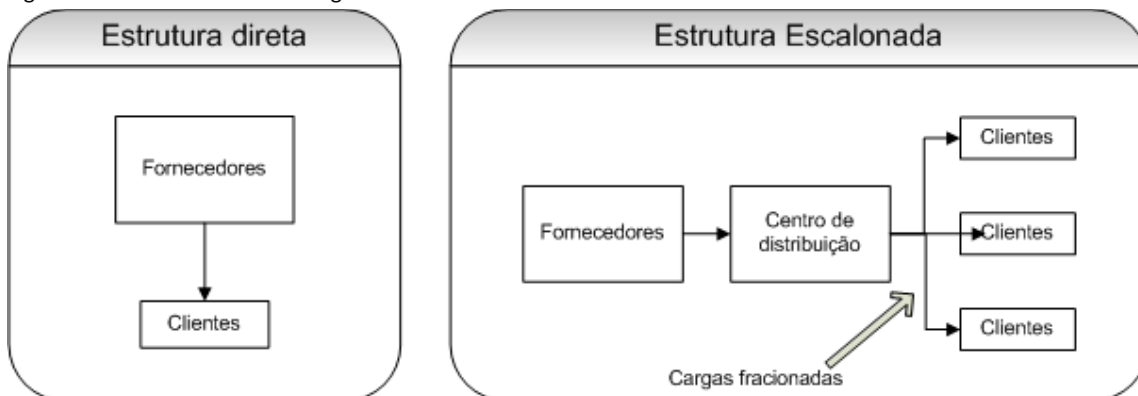 Estrutura direta
Fornecedores
Clientes
Estrutura Escalonada
Fornecedores
Centro de
distribuição
Clientes
Clientes
Clientes
Cargas fracionadas